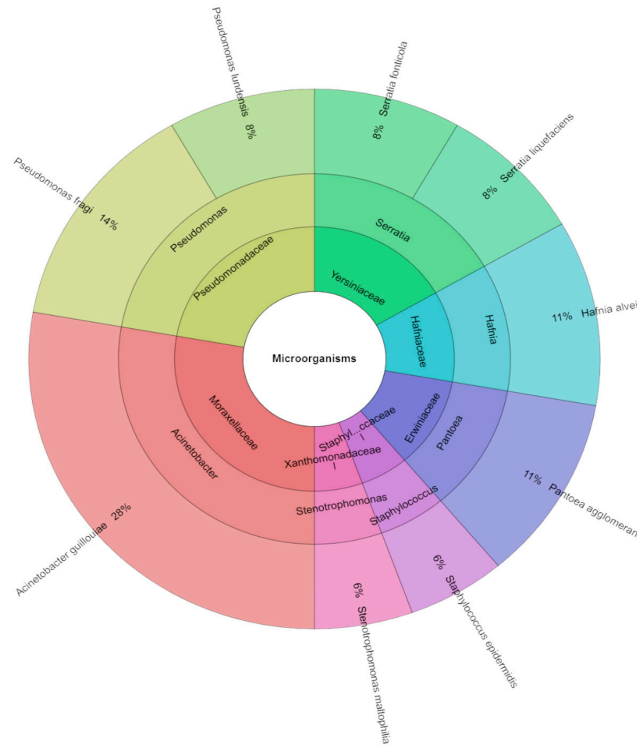 Pseudomonas lundensis 8%
8% Serratia fonticola
8% Serratia liquefaciens
Pseudomonas fragi 14%
11% Hafnia alvei
11% Pantoea agglomeran
6% Staphylococcus epidermidis
6% Stenotrophomonas maltophilia
Acinetobacter guillouiae 28%
Pseudomonas
Serratia
Hafnia
Pantoea
Staphylococcus
Stenotrophomonas
Acinetobacter
Pseudomonadaceae
Yersiniaceae
Hafniaceae
Erwiniaceae
Staphyl...ccaceae
Xanthomonadaceae
Moraxellaceae
Microorganisms